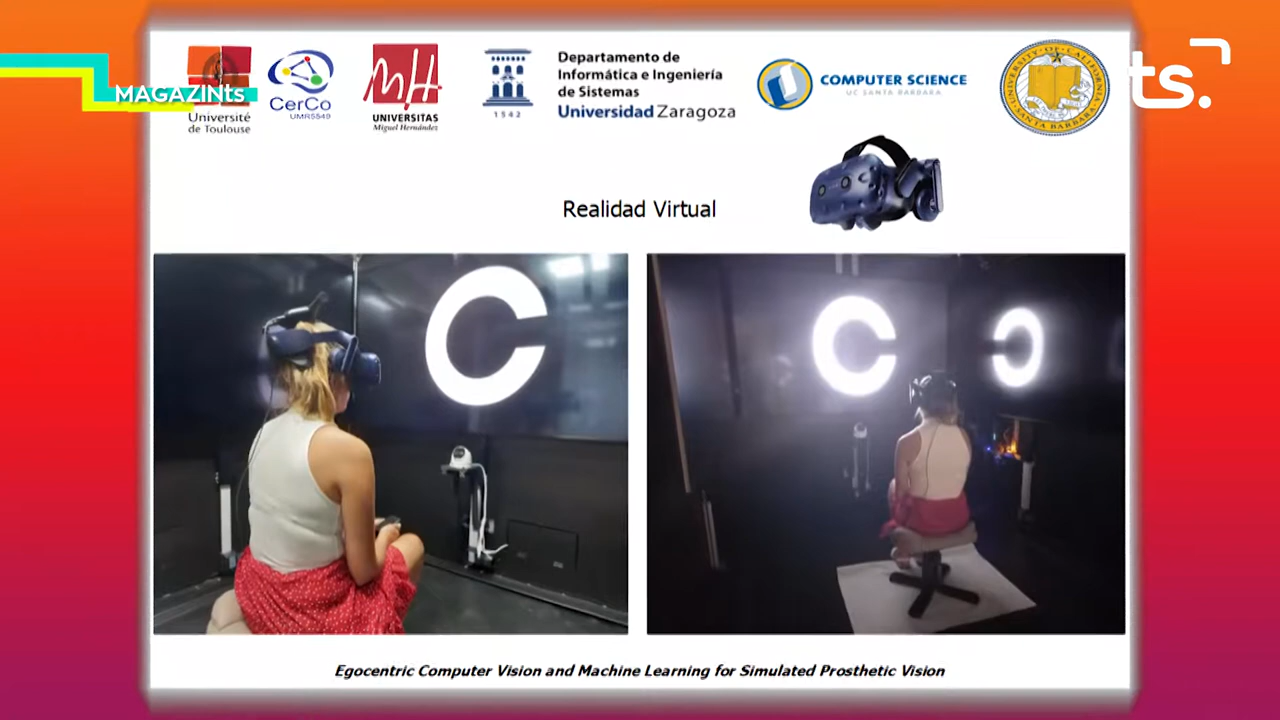 MAGAZINts
ts.
Université
de Toulouse
CerCo
UMR5549
MH
UNIVERSITAS
Miguel Hernández
1542
Departamento de
Informática e Ingeniería
de Sistemas
Universidad Zaragoza
COMPUTER SCIENCE
UC SANTA BARBARA
Realidad Virtual
C
C
Egocentric Computer Vision and Machine Learning for Simulated Prosthetic Vision